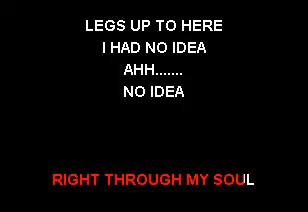 LEGS UP TO HERE
I HAD NO IDEA
AHH.......
NO IDEA
RIGHT THROUGH MY SOUL